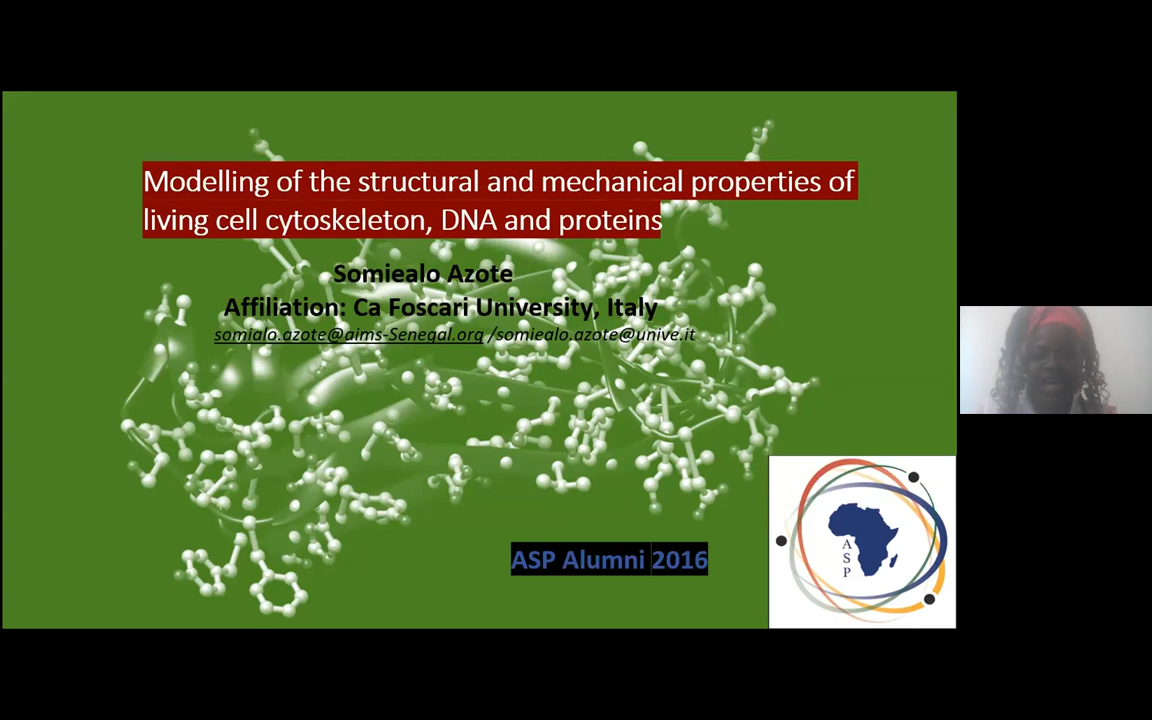 Modelling of the structural and mechanical properties of
living cell cytoskeleton, DNA and proteins
Somiealo Azote
Affiliation: Ca Foscari University, Italy
somialo.azote@aims-Senegal.org /somiealo.azote@unive.it
ASP Alumni 2016
A
S
P